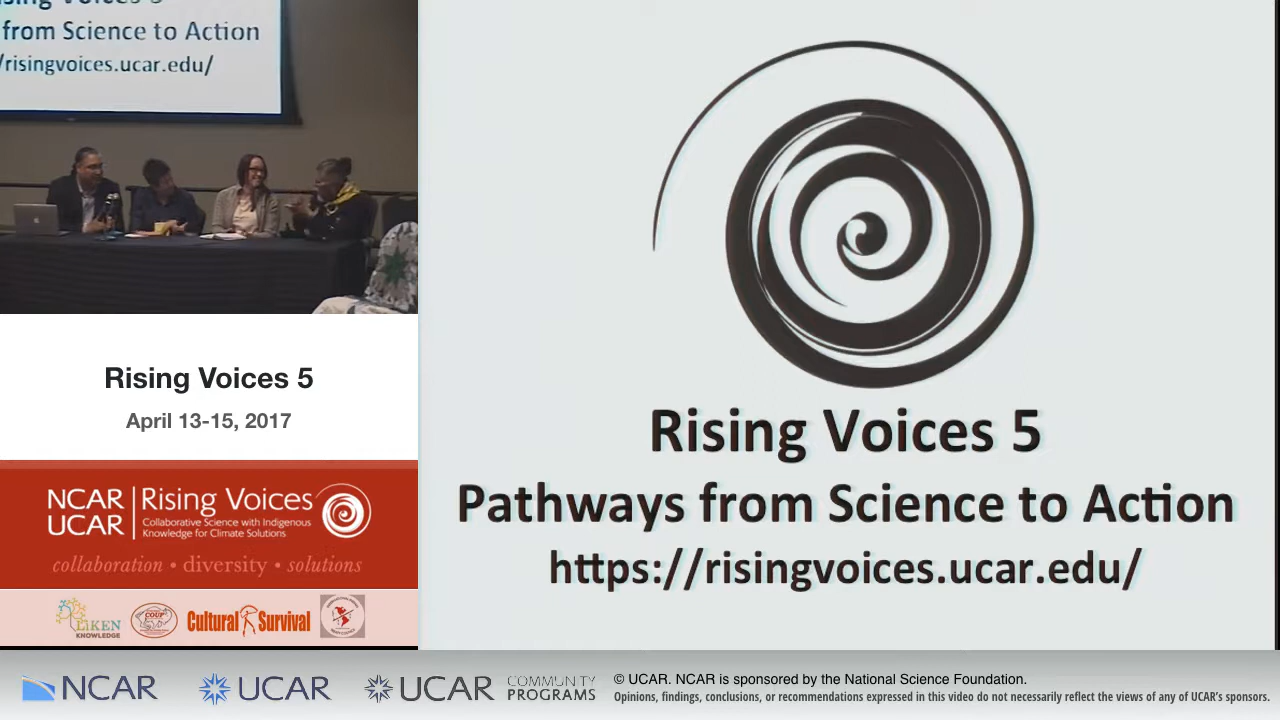 from Science to Action
/risingvoices.ucar.edu/
Rising Voices 5
April 13-15, 2017
NCAR
UCAR
Rising Voices
Collaborative Science with Indigenous
Knowledge for Climate Solutions
collaboration • diversity • solutions
LiKEN
KNOWLEDGE
COUP
Cultural Survival
Rising Voices 5
Pathways from Science to Action
https://risingvoices.ucar.edu/
NCAR
UCAR
UCAR
COMMUNITY
PROGRAMS
© UCAR. NCAR is sponsored by the National Science Foundation.
Opinions, findings, conclusions, or recommendations expressed in this video do not necessarily reflect the views of any of UCAR's sponsors.